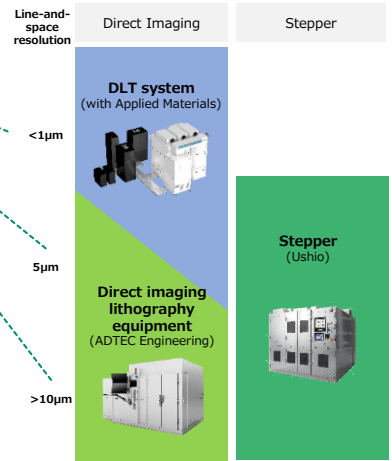 Line-and-
space
resolution
Direct Imaging
Stepper
DLT system
(with Applied Materials)
<1μm
Stepper
(Ushio)
5μm
Direct imaging
lithography
equipment
(ADTEC Engineering)
>10μm